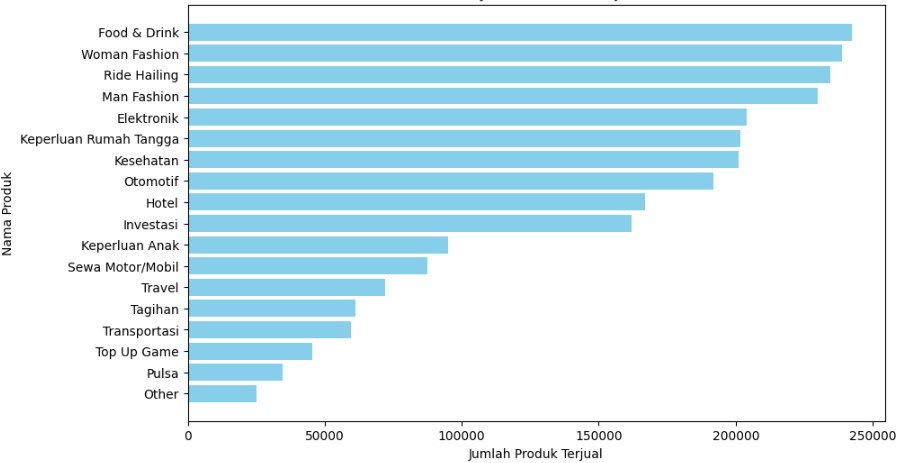 Food & Drink
Woman Fashion
Ride Hailing
Man Fashion
Elektronik
Keperluan Rumah Tangga
Kesehatan
Otomotif
Hotel
Investasi
Keperluan Anak
Sewa Motor/Mobil
Travel
Tagihan
Transportasi
Top Up Game
Pulsa
Other
Nama Produk
0 50000 100000 150000 200000 250000
Jumlah Produk Terjual